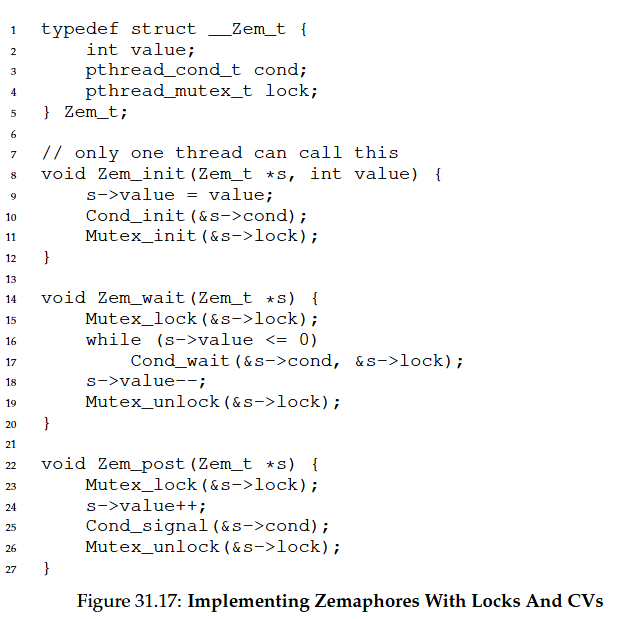 1 typedef struct __Zem_t {
2     int value;
3     pthread_cond_t cond;
4     pthread_mutex_t lock;
5 } Zem_t;
6
7 // only one thread can call this
8 void Zem_init(Zem_t *s, int value) {
9     s->value = value;
10     Cond_init(&s->cond);
11     Mutex_init(&s->lock);
12 }
13
14 void Zem_wait(Zem_t *s) {
15     Mutex_lock(&s->lock);
16     while (s->value <= 0)
17         Cond_wait(&s->cond, &s->lock);
18     s->value--;
19     Mutex_unlock(&s->lock);
20 }
21
22 void Zem_post(Zem_t *s) {
23     Mutex_lock(&s->lock);
24     s->value++;
25     Cond_signal(&s->cond);
26     Mutex_unlock(&s->lock);
27 }
Figure 31.17: Implementing Zemaphores With Locks And CVs